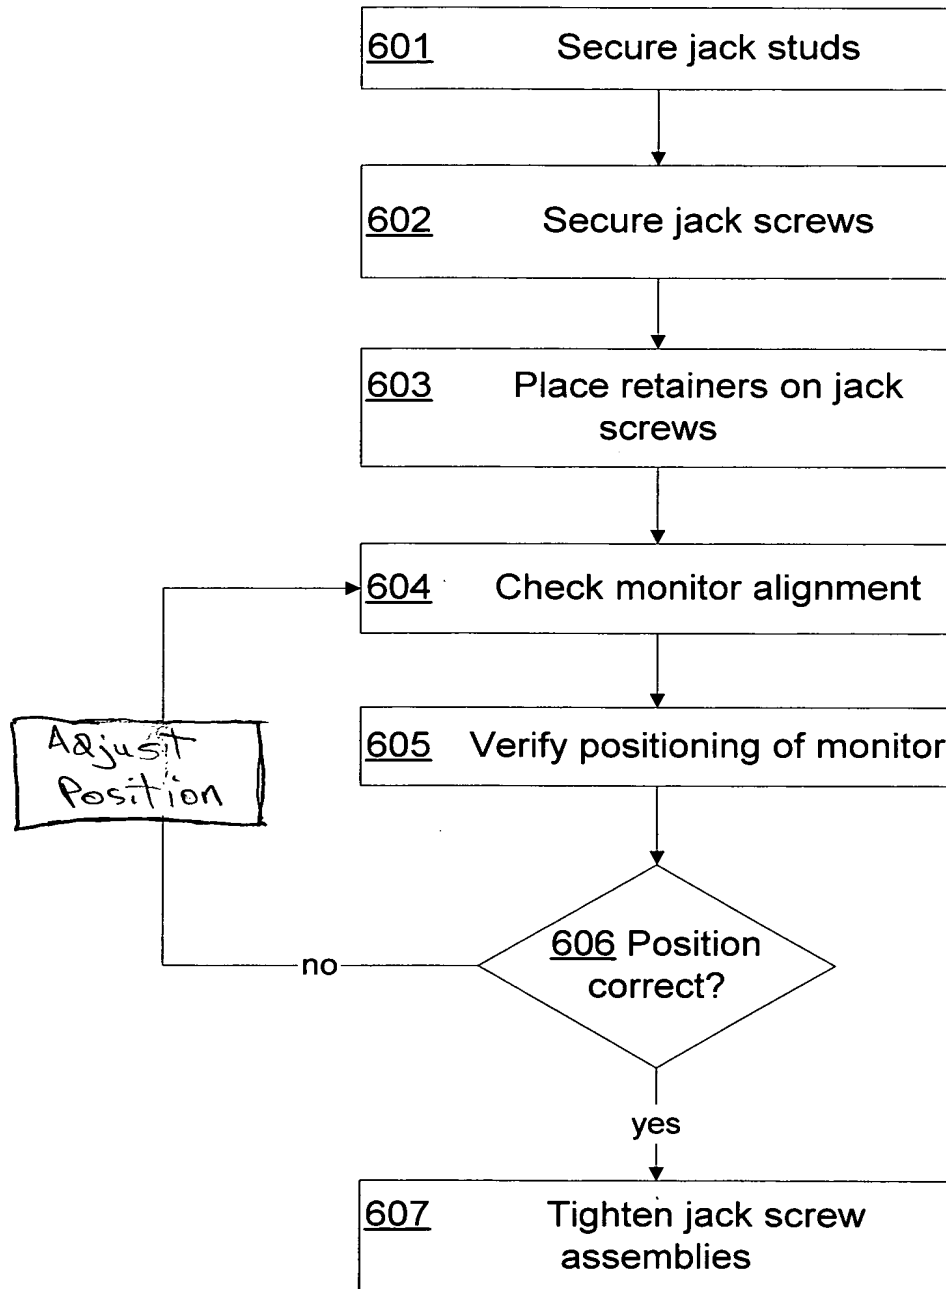 601 Secure jack studs
602 Secure jack screws
603 Place retainers on jack
screws
604 Check monitor alignment
Adjust
Position
605 Verify positioning of monitor
606 Position
correct?
no
yes
607 Tighten jack screw
assemblies